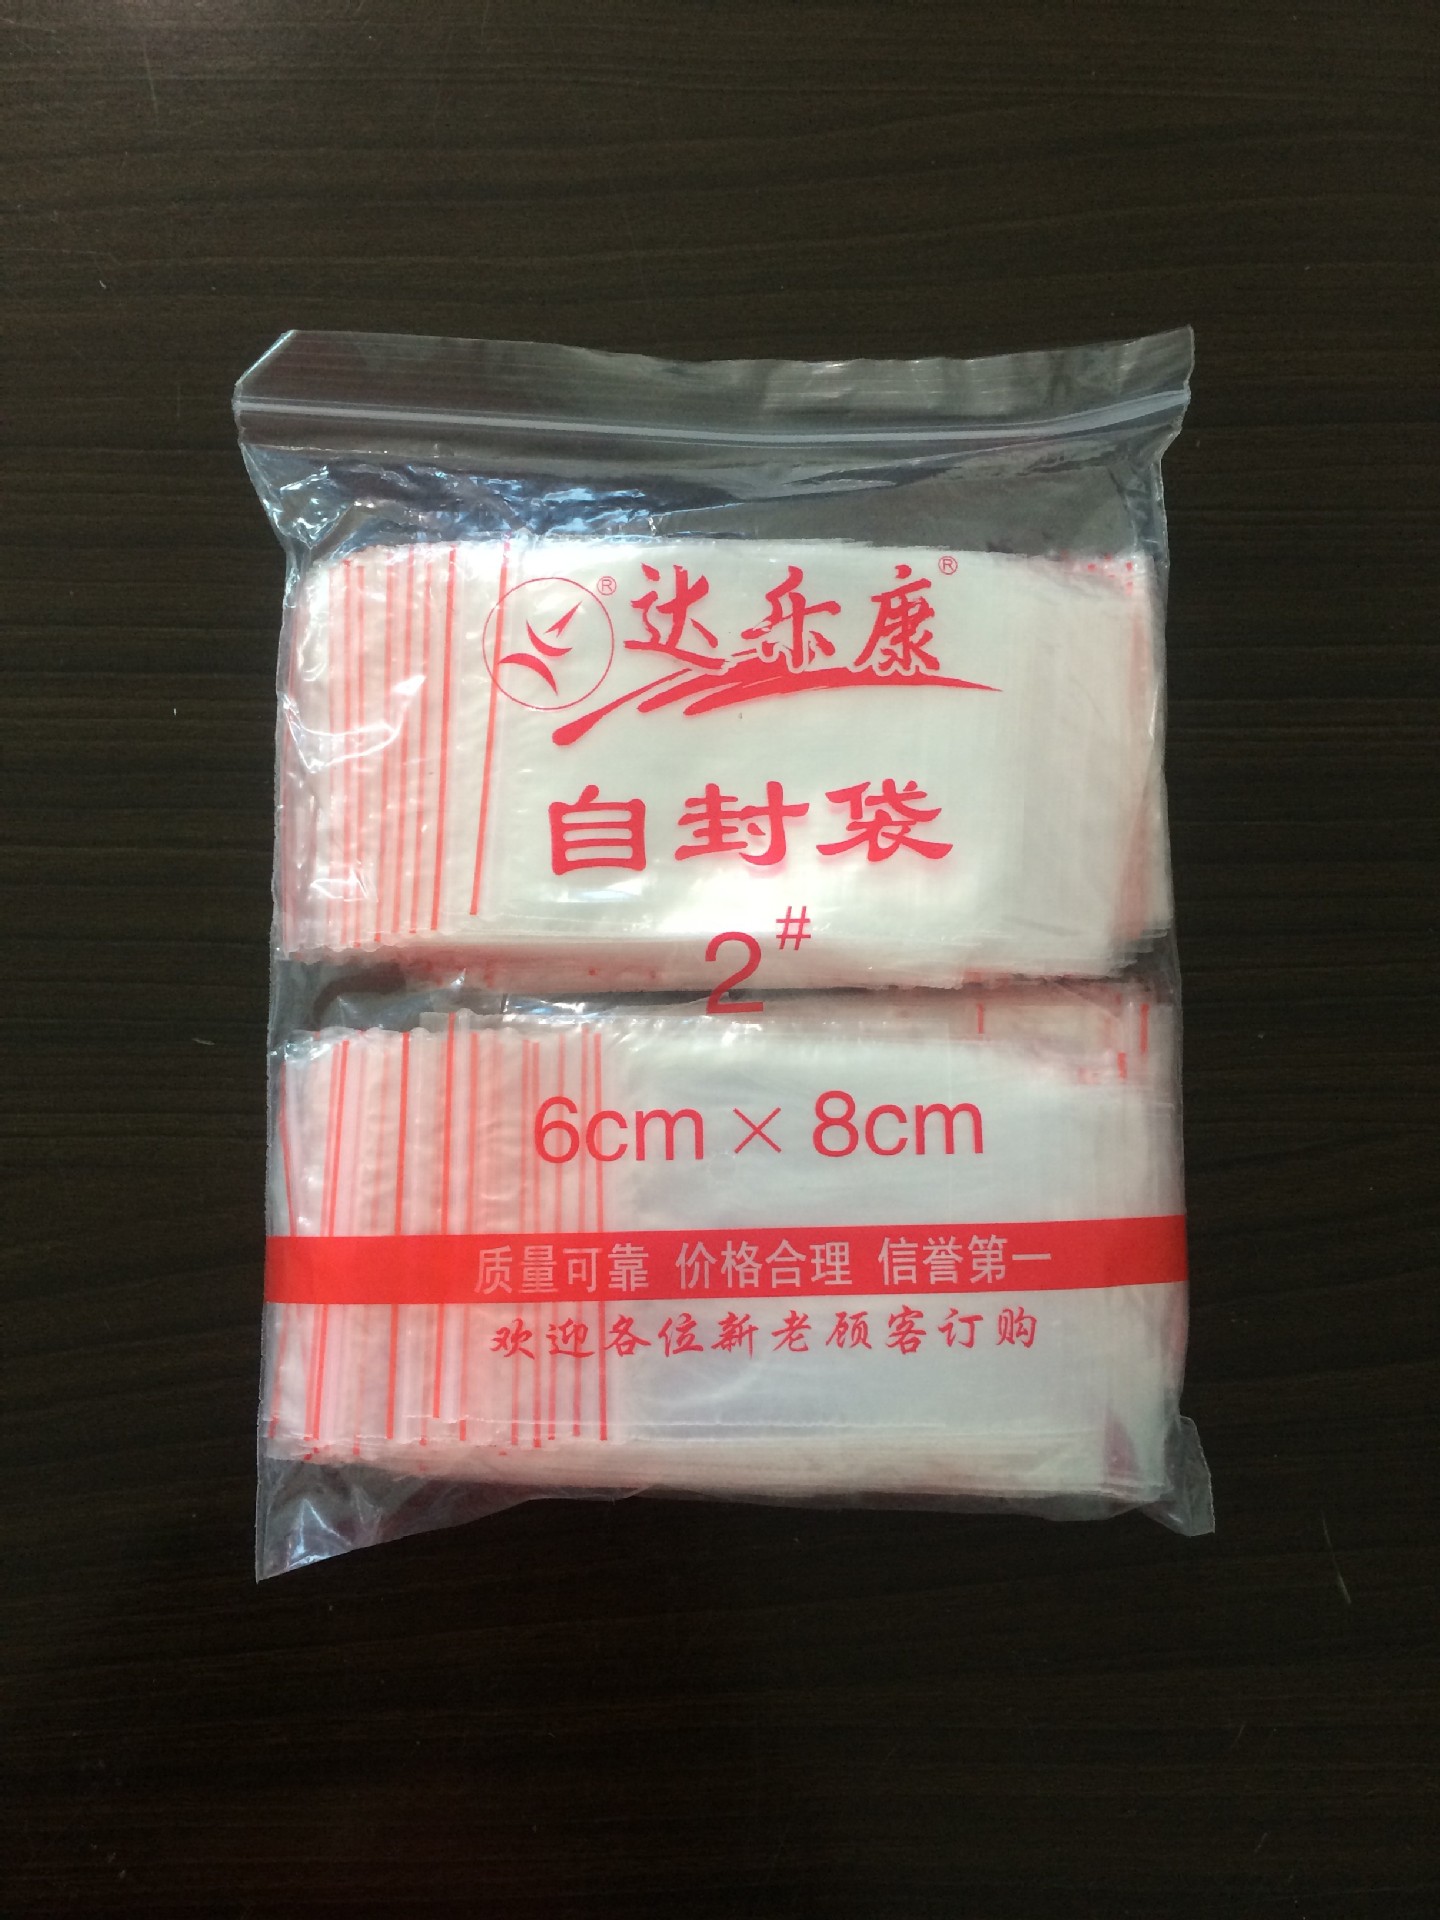 ®达乐康®
自封袋
2#
6cm×8cm
质量可靠 价格合理 信誉第一
欢迎各位新老顾客订购